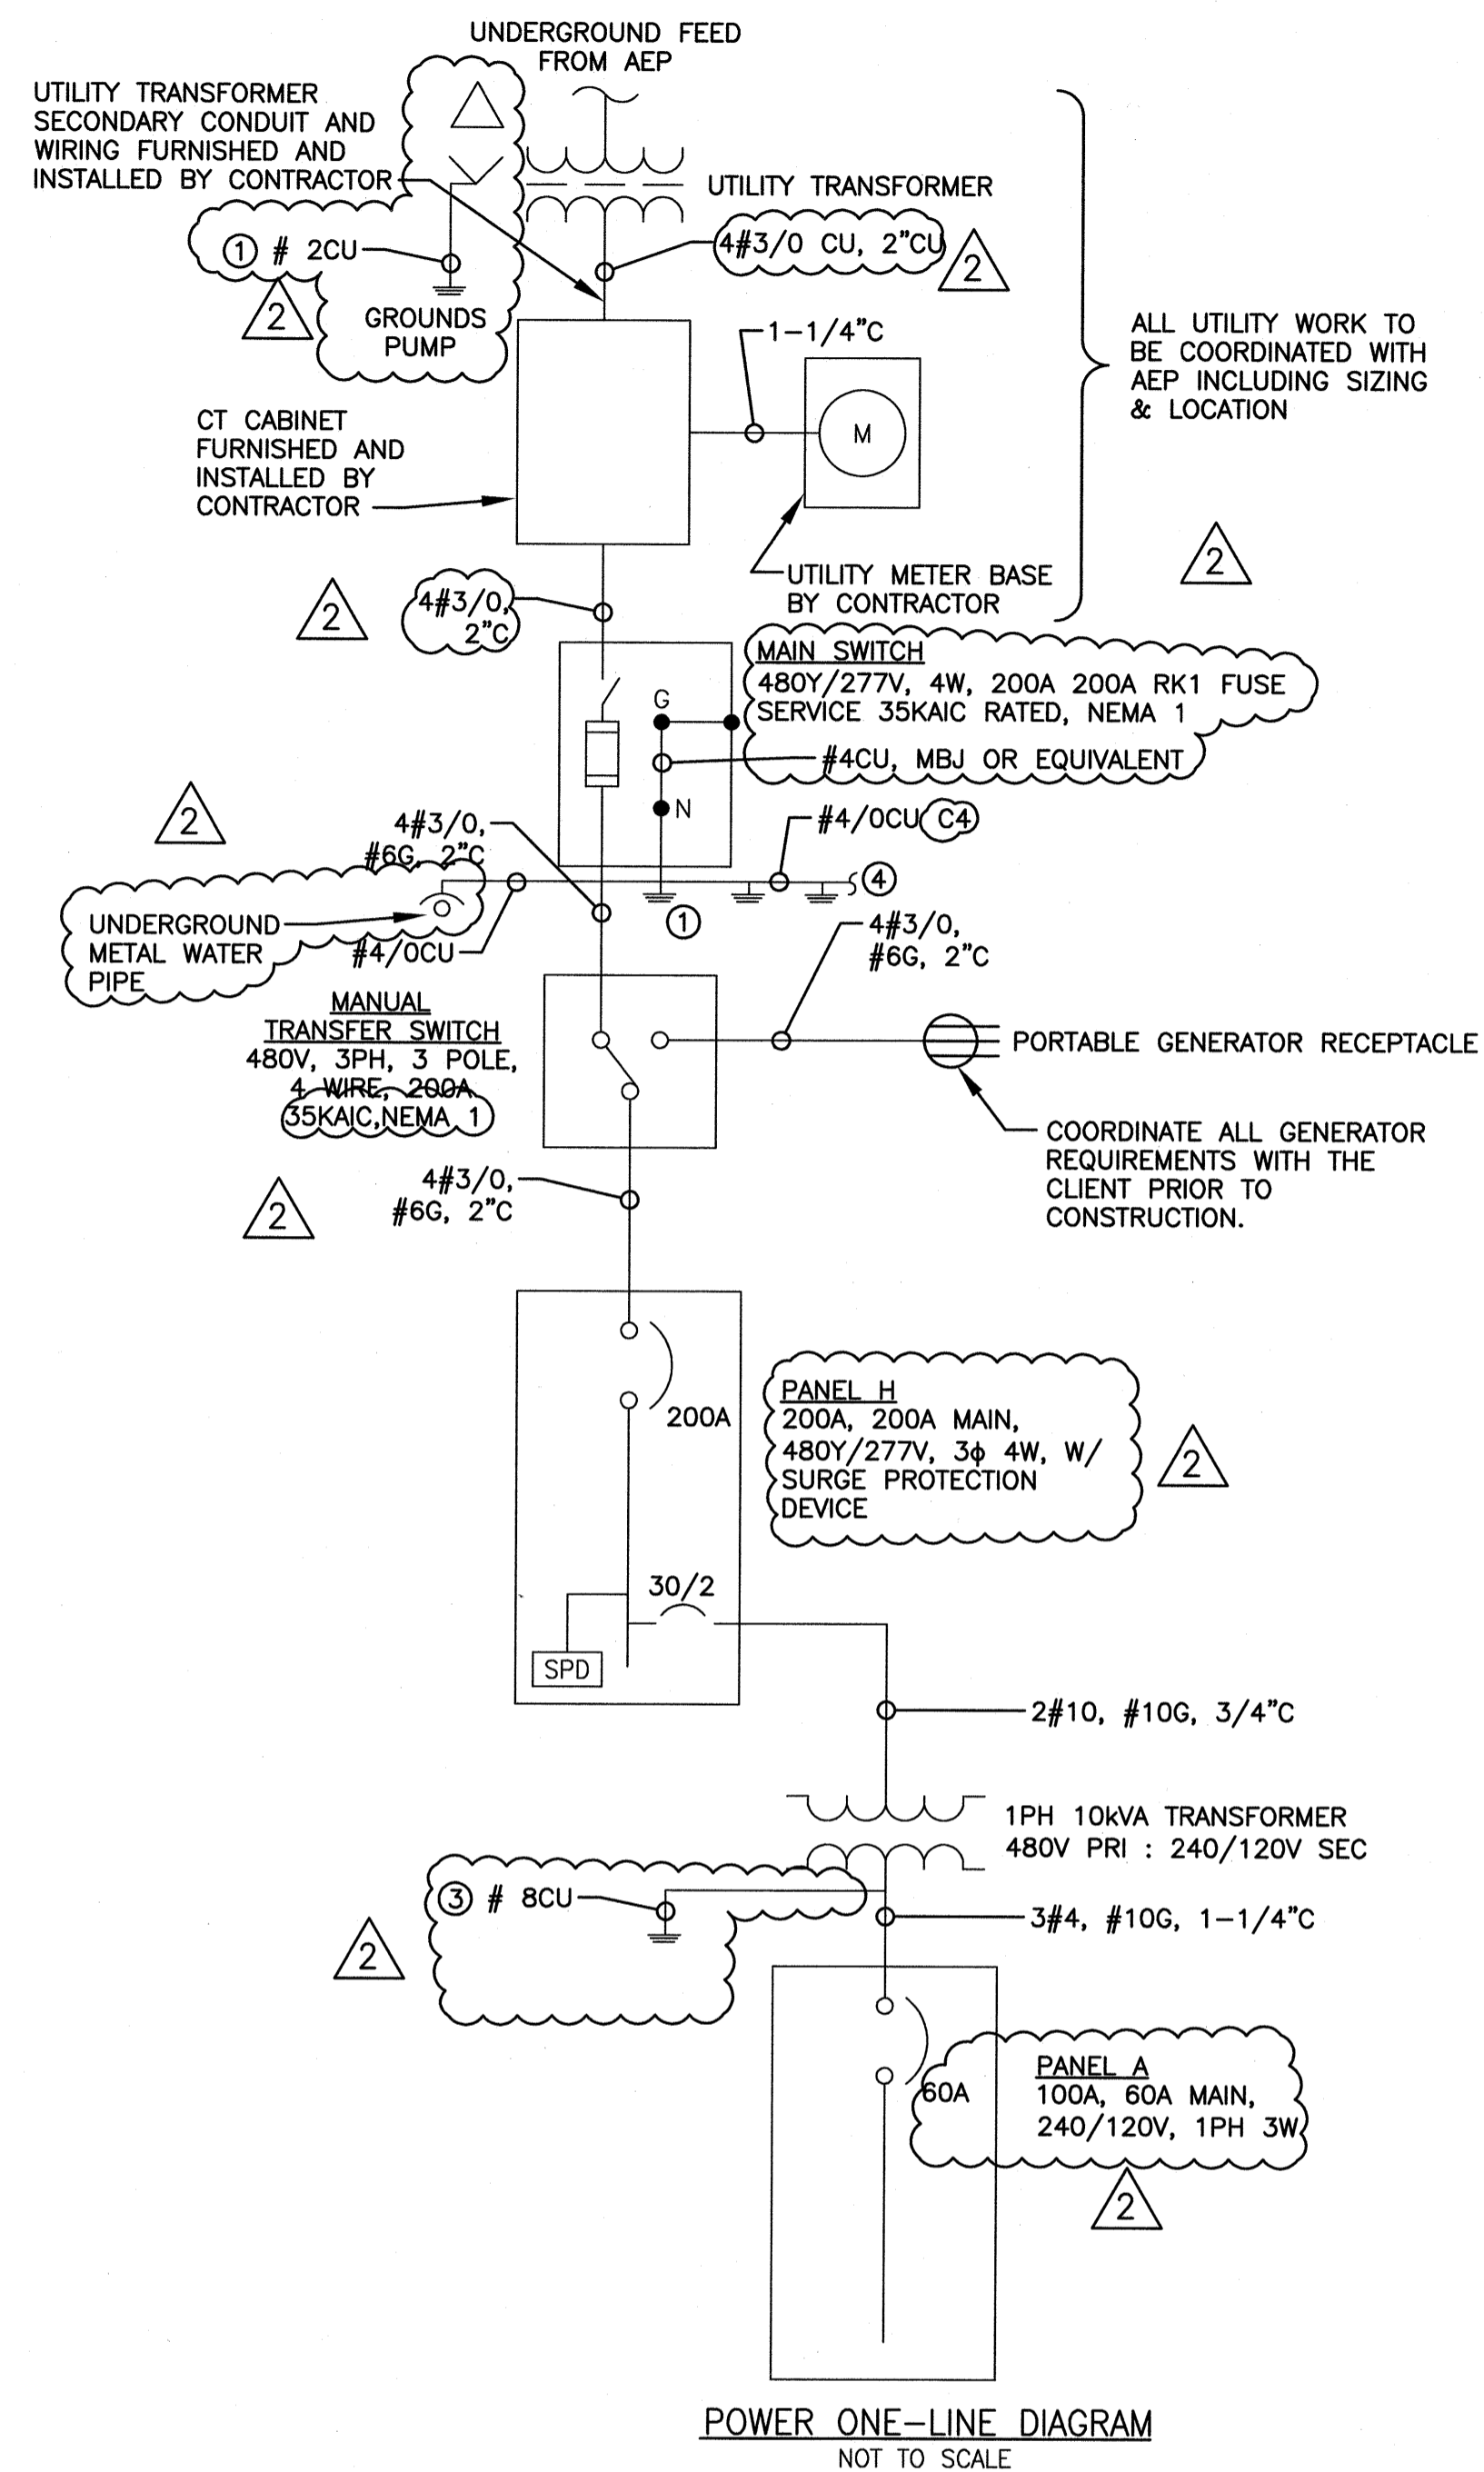 UNDERGROUND FEED
FROM AEP
UTILITY TRANSFORMER
SECONDARY CONDUIT AND
WIRING FURNISHED AND
INSTALLED BY CONTRACTOR
UTILITY TRANSFORMER
1 # 2CU
2
GROUNDS
PUMP
4#3/0 CU, 2"CU
2
1-1/4"C
M
ALL UTILITY WORK TO
BE COORDINATED WITH
AEP INCLUDING SIZING
& LOCATION
CT CABINET
FURNISHED AND
INSTALLED BY
CONTRACTOR
UTILITY METER BASE
BY CONTRACTOR
2
2
4#3/0,
2"C
MAIN SWITCH
480Y/277V, 4W, 200A 200A RK1 FUSE
SERVICE 35KAIC RATED, NEMA 1
#4CU, MBJ OR EQUIVALENT
G
N
2
4#3/0,
#6G, 2"C
#4/0CU C4
4
1
UNDERGROUND
METAL WATER
PIPE
#4/0CU
4#3/0,
#6G, 2"C
MANUAL
TRANSFER SWITCH
480V, 3PH, 3 POLE,
4 WIRE, 200A
35KAIC,NEMA 1
PORTABLE GENERATOR RECEPTACLE
COORDINATE ALL GENERATOR
REQUIREMENTS WITH THE
CLIENT PRIOR TO
CONSTRUCTION.
2
4#3/0,
#6G, 2"C
200A
PANEL H
200A, 200A MAIN,
480Y/277V, 3ϕ 4W, W/
SURGE PROTECTION
DEVICE
2
30/2
SPD
2#10, #10G, 3/4"C
1PH 10kVA TRANSFORMER
480V PRI : 240/120V SEC
3 # 8CU
2
3#4, #10G, 1-1/4"C
60A
PANEL A
100A, 60A MAIN,
240/120V, 1PH 3W
2
POWER ONE-LINE DIAGRAM
NOT TO SCALE